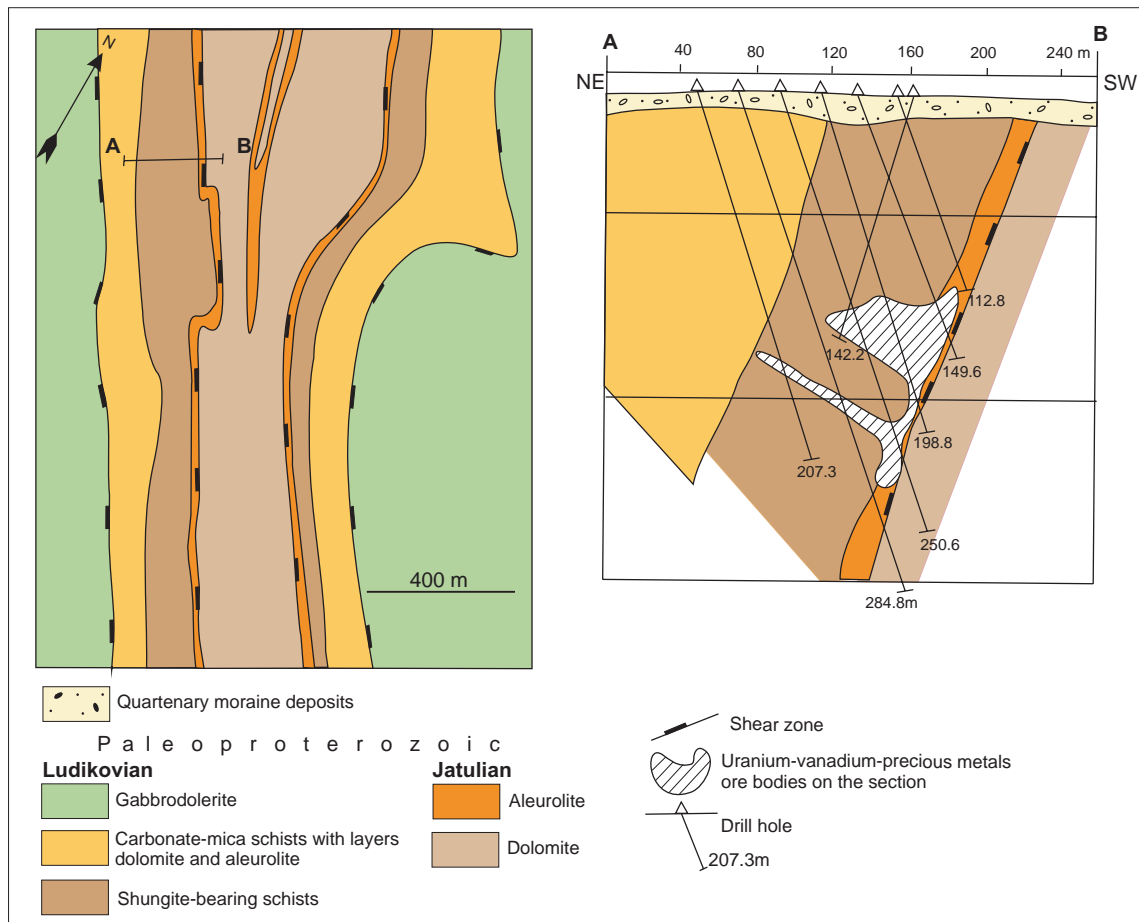 N
A
B
400 m
A
B
40
80
120
160
200
240 m
NE
SW
112.8
142.2
149.6
198.8
207.3
250.6
284.8m
Quartenary moraine deposits
Paleoproterozoic
Ludikovian
Gabbrodolerite
Carbonate-mica schists with layers
dolomite and aleurolite
Shungite-bearing schists
Jatulian
Aleurolite
Dolomite
Shear zone
Uranium-vanadium-precious metals
ore bodies on the section
Drill hole
207.3m